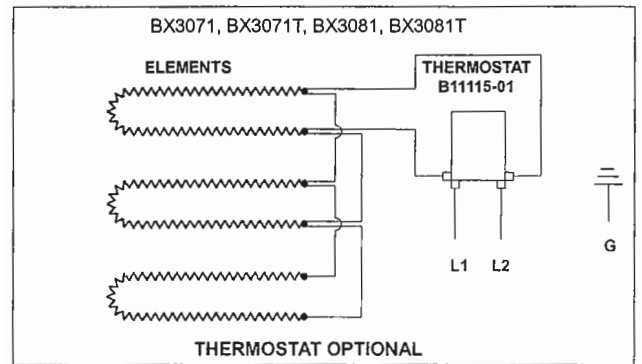 BX3071, BX3071T, BX3081, BX3081T
ELEMENTS
THERMOSTAT
B11115-01
L1 L2
G
THERMOSTAT OPTIONAL